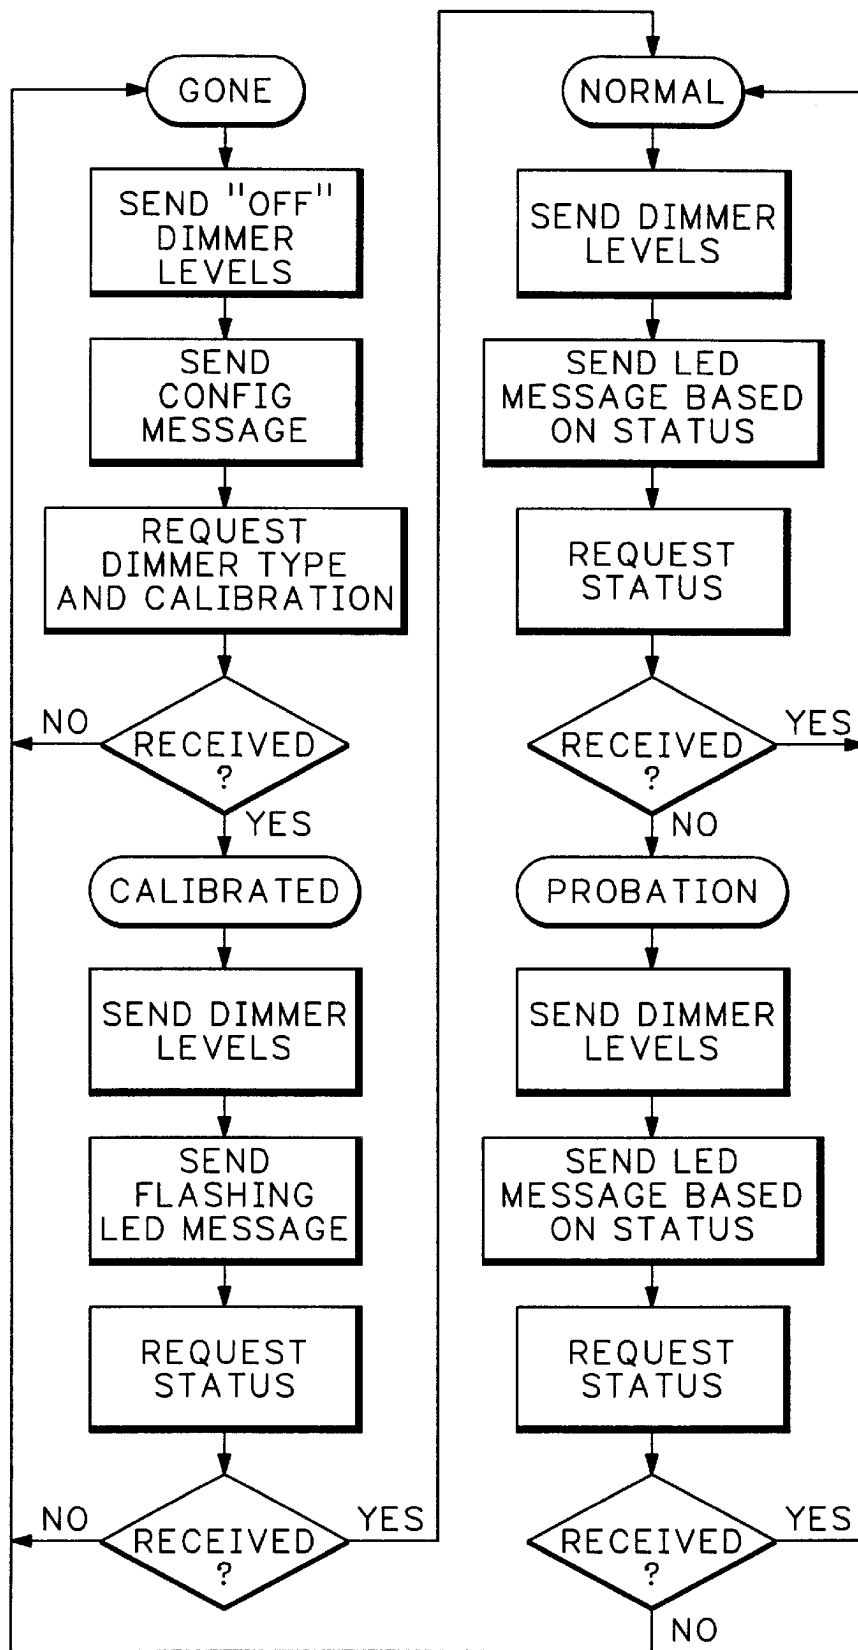 GONE
SEND "OFF"
DIMMER
LEVELS
SEND
CONFIG
MESSAGE
REQUEST
DIMMER TYPE
AND CALIBRATION
NO
RECEIVED
?
YES
CALIBRATED
SEND DIMMER
LEVELS
SEND
FLASHING
LED MESSAGE
REQUEST
STATUS
NO
RECEIVED
?
YES
NORMAL
SEND DIMMER
LEVELS
SEND LED
MESSAGE BASED
ON STATUS
REQUEST
STATUS
RECEIVED
?
YES
NO
PROBATION
SEND DIMMER
LEVELS
SEND LED
MESSAGE BASED
ON STATUS
REQUEST
STATUS
RECEIVED
?
YES
NO